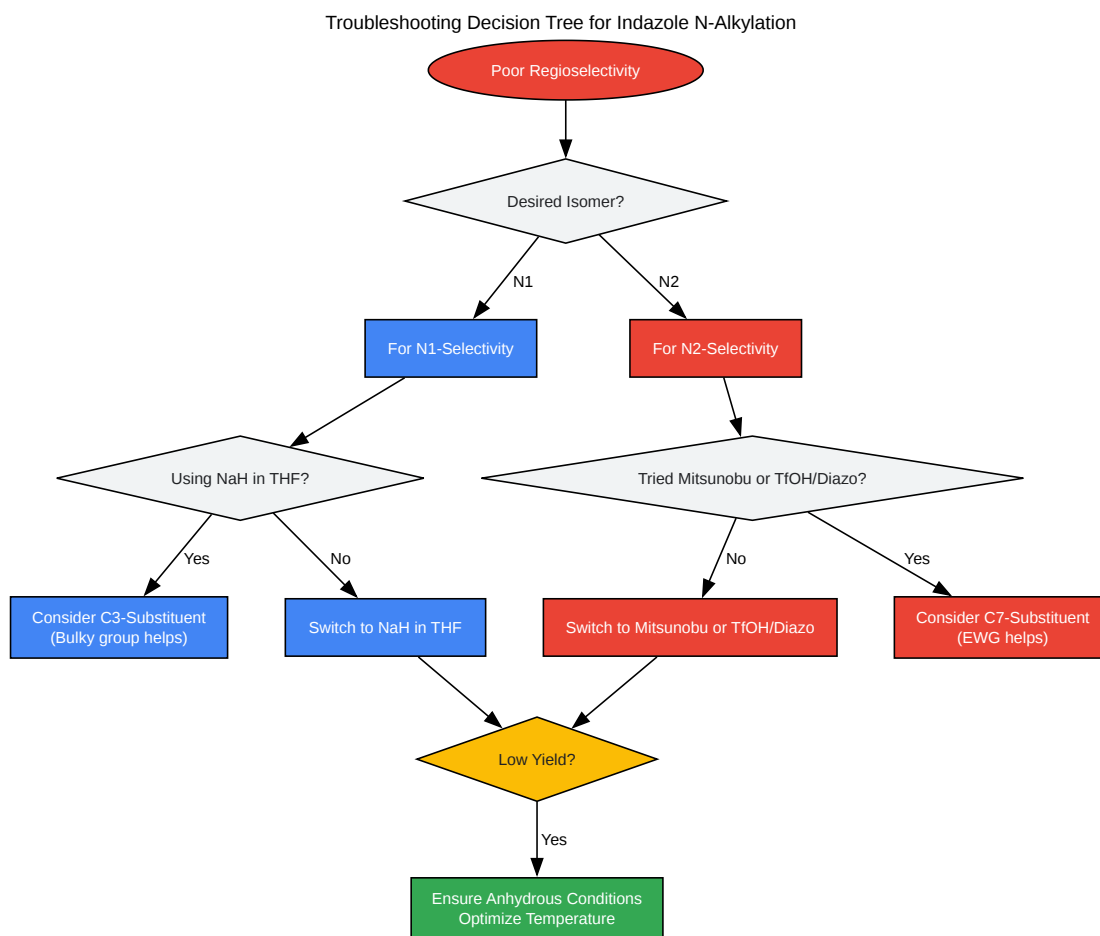 Troubleshooting Decision Tree for Indazole N-Alkylation
Poor Regioselectivity
Desired Isomer?
N1
N2
For N1-Selectivity
For N2-Selectivity
Using NaH in THF?
Tried Mitsunobu or TfOH/Diazo?
Yes
No
No
Yes
Consider C3-Substituent
(Bulky group helps)
Switch to NaH in THF
Switch to Mitsunobu or TfOH/Diazo
Consider C7-Substituent
(EWG helps)
Low Yield?
Yes
Ensure Anhydrous Conditions
Optimize Temperature